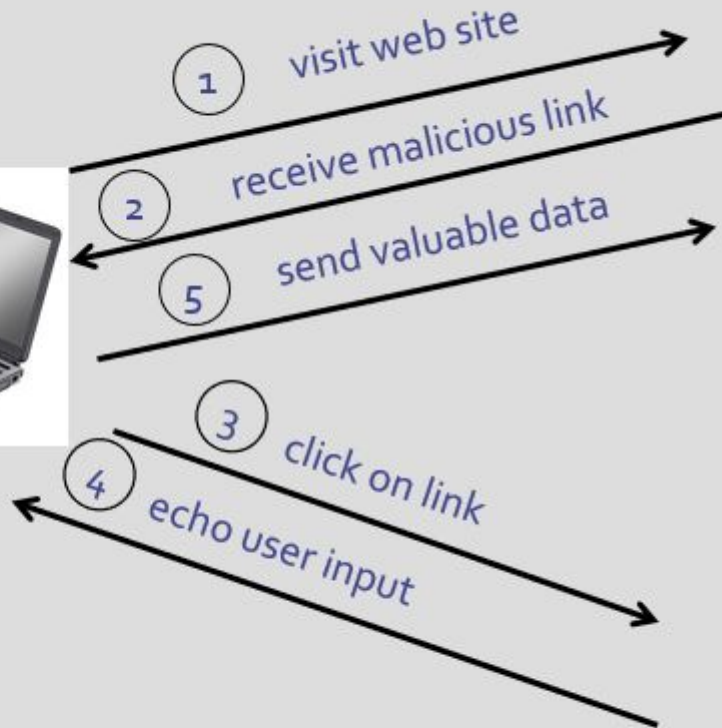 1 visit web site
2 receive malicious link
5 send valuable data
3 click on link
4 echo user input